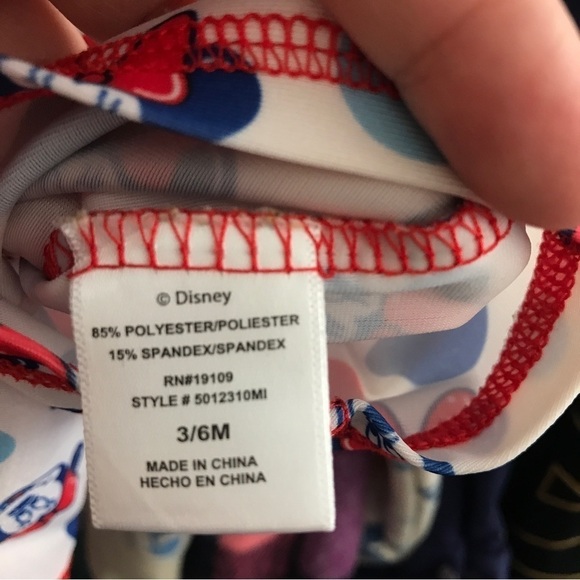 © Disney
85% POLYESTER/POLIESTER
15% SPANDEX/SPANDEX
RN#19109
STYLE # 5012310MI
3/6M
MADE IN CHINA
HECHO EN CHINA